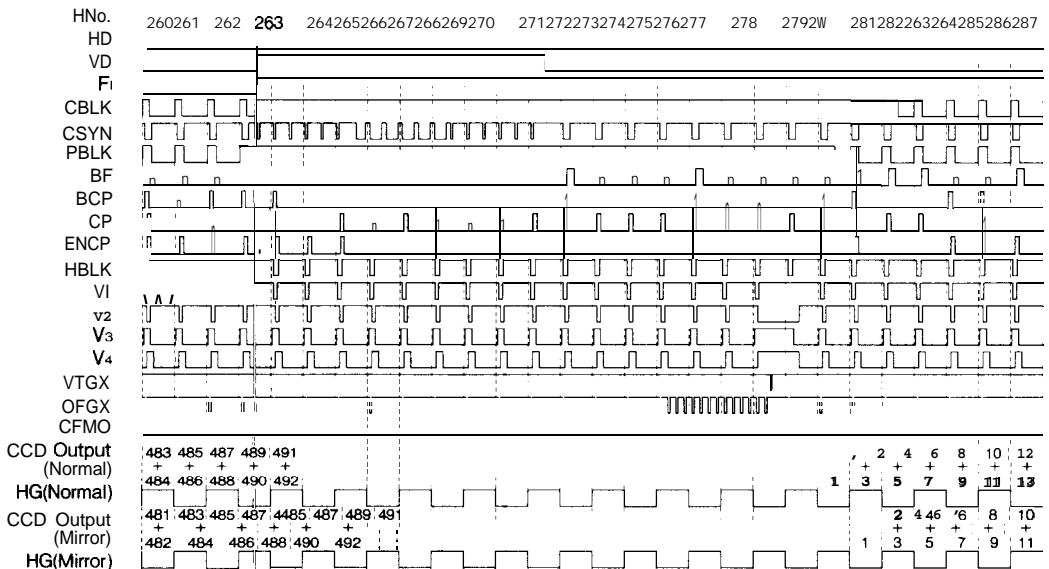 HNo. 260261 262 263 264265266267266269270 271272273274275276277 278 2792W 281282263264285286287
HD
VD
FI
CBLK
CSYN
PBLK
BF
BCP
CP
ENCP
HBLK
VI
v2
V3
V4
VTGX
OFGX
CFMO
CCD Output 483 485 487 489 491 , 2 4 6 8 10 12
(Normal) + + + + + + + + + + +
484 486 488 490 492 1 3 5 7 9 11 13
HG(Normal)
CCD Output 481 483 485 487 4485 487 489 491 2 4 46 '6 8 10
(Mirror) + + + + + + + + + + + +
482 484 486 488 490 492 1 3 5 7 9 11
HG(Mirror)